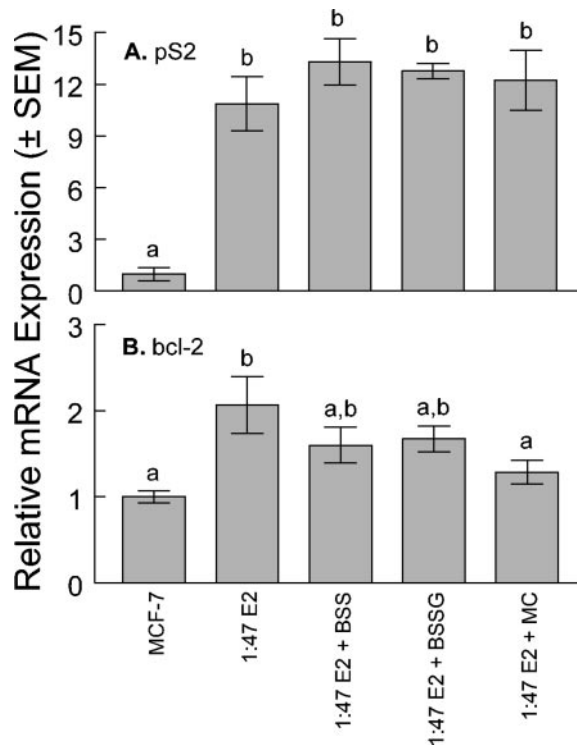 Relative mRNA Expression (± SEM)
A. pS2
15
12
9
6
3
0
a
b
b
b
b
B. bcl-2
3
2
1
0
a
b
a,b
a,b
a
MCF-7
1:47 E2
1:47 E2 + BSS
1:47 E2 + BSSG
1:47 E2 + MC